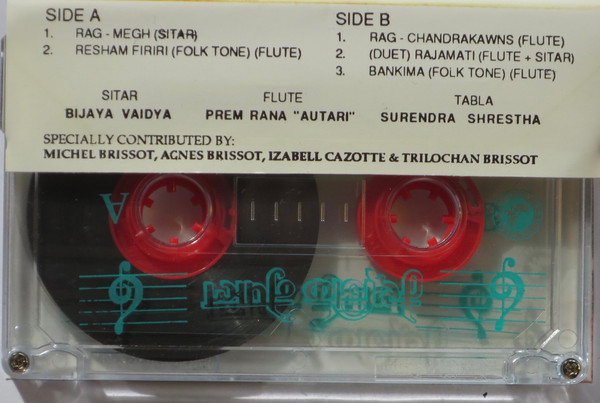 SIDE A
1. RAG - MEGH (SITAR)
2. RESHAM FIRIRI (FOLK TONE) (FLUTE)
SIDE B
1. RAG - CHANDRAKAWNS (FLUTE)
2. (DUET) RAJAMATI (FLUTE + SITAR)
3. BANKIMA (FOLK TONE) (FLUTE)
SITAR
BIJAYA VAIDYA
FLUTE
PREM RANA "AUTARI"
TABLA
SURENDRA SHRESTHA
SPECIALLY CONTRIBUTED BY:
MICHEL BRISSOT, AGNES BRISSOT, IZABELL CAZOTTE & TRILOCHAN BRISSOT
A